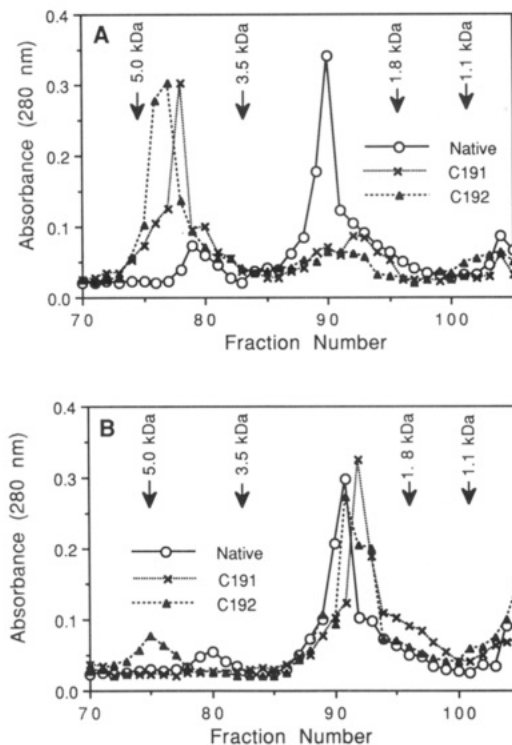 A
Absorbance (280 nm)
0.4
0.3
0.2
0.1
0.0
5.0 kDa
3.5 kDa
1.8 kDa
1.1 kDa
Native
C191
C192
70
80
90
100
Fraction Number
B
Absorbance (280 nm)
0.4
0.3
0.2
0.1
0.0
5.0 kDa
3.5 kDa
1. 8 kDa
1.1 kDa
Native
C191
C192
70
80
90
100
Fraction Number